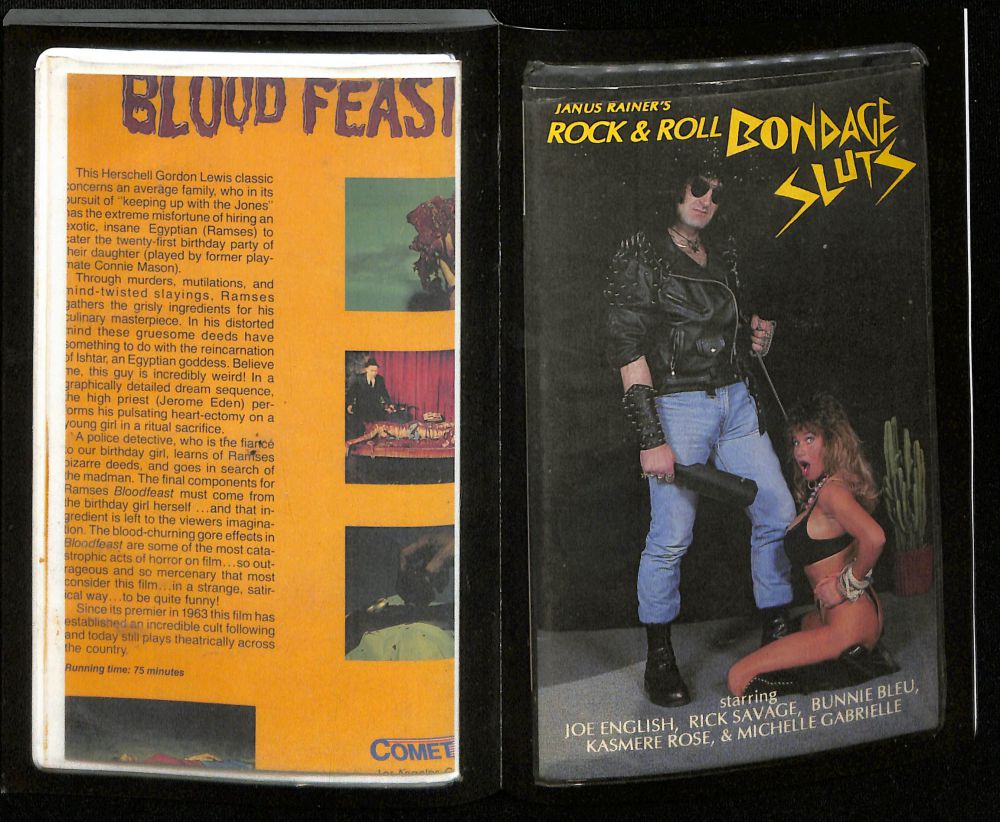 BLOOD FEAST
This Herschell Gordon Lewis classic
concerns an average family, who in its
pursuit of "keeping up with the Jones"
has the extreme misfortune of hiring an
exotic, insane Egyptian (Ramses) to
cater the twenty-first birthday party of
their daughter (played by former play-
mate Connie Mason).
Through murders, mutilations, and
mind-twisted slayings, Ramses
gathers the grisly ingredients for his
culinary masterpiece. In his distorted
mind these gruesome deeds have
something to do with the reincarnation
of Ishtar, an Egyptian goddess. Believe
me, this guy is incredibly weird! In a
graphically detailed dream sequence,
the high priest (Jerome Eden) per-
forms his pulsating heart-ectomy on a
young girl in a ritual sacrifice.
A police detective, who is the fiancé
to our birthday girl, learns of Ramses
bizarre deeds, and goes in search of
the madman. The final components for
Ramses Bloodfeast must come from
the birthday girl herself ...and that in-
gredient is left to the viewers imagina-
tion. The blood-churning gore effects in
Bloodfeast are some of the most cata-
strophic acts of horror on film...so out-
rageous and so mercenary that most
consider this film...in a strange, satir-
ical way...to be quite funny!
Since its premier in 1963 this film has
established an incredible cult following
and today still plays theatrically across
the country.
Running time: 75 minutes
COMET
JANUS RAINER'S
ROCK & ROLL BONDAGE
SLUTS
starring
JOE ENGLISH, RICK SAVAGE, BUNNIE BLEU,
KASMERE ROSE, & MICHELLE GABRIELLE